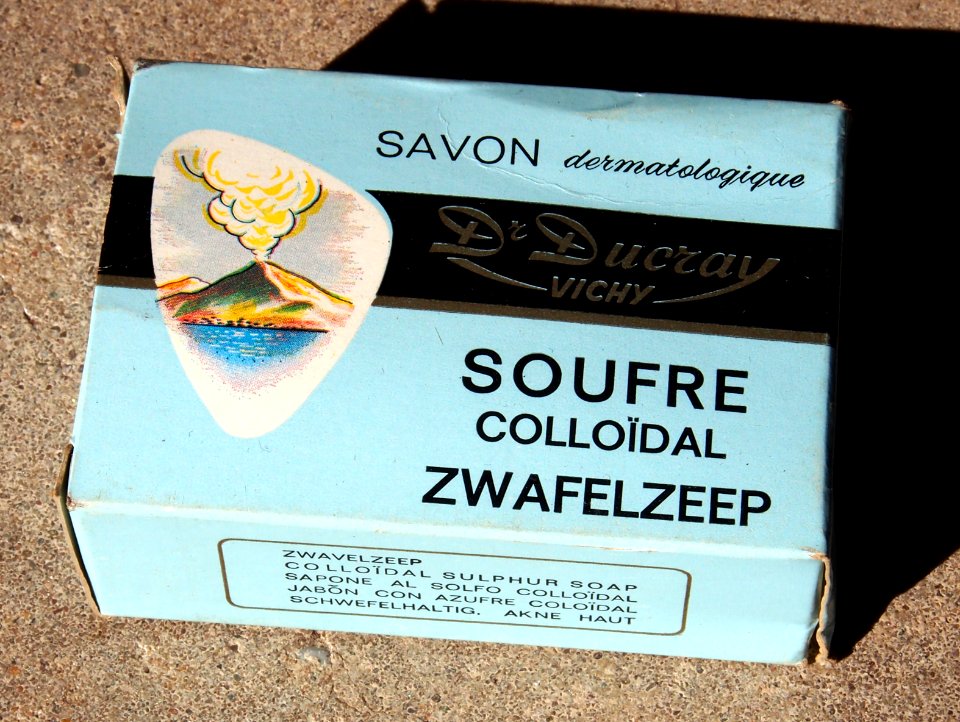 SAVON dermatologique
Dr Ducray
VICHY
SOUFRE
COLLOÏDAL
ZWAFELZEEP
ZWAVELZEEP
COLLOÏDAL SULPHUR SOAP
SAPONE AL SOLFO COLLOÏDAL
JABŎN CON AZUFRE COLOÏDAL
SCHWEFELHALTIG. AKNE HAUT